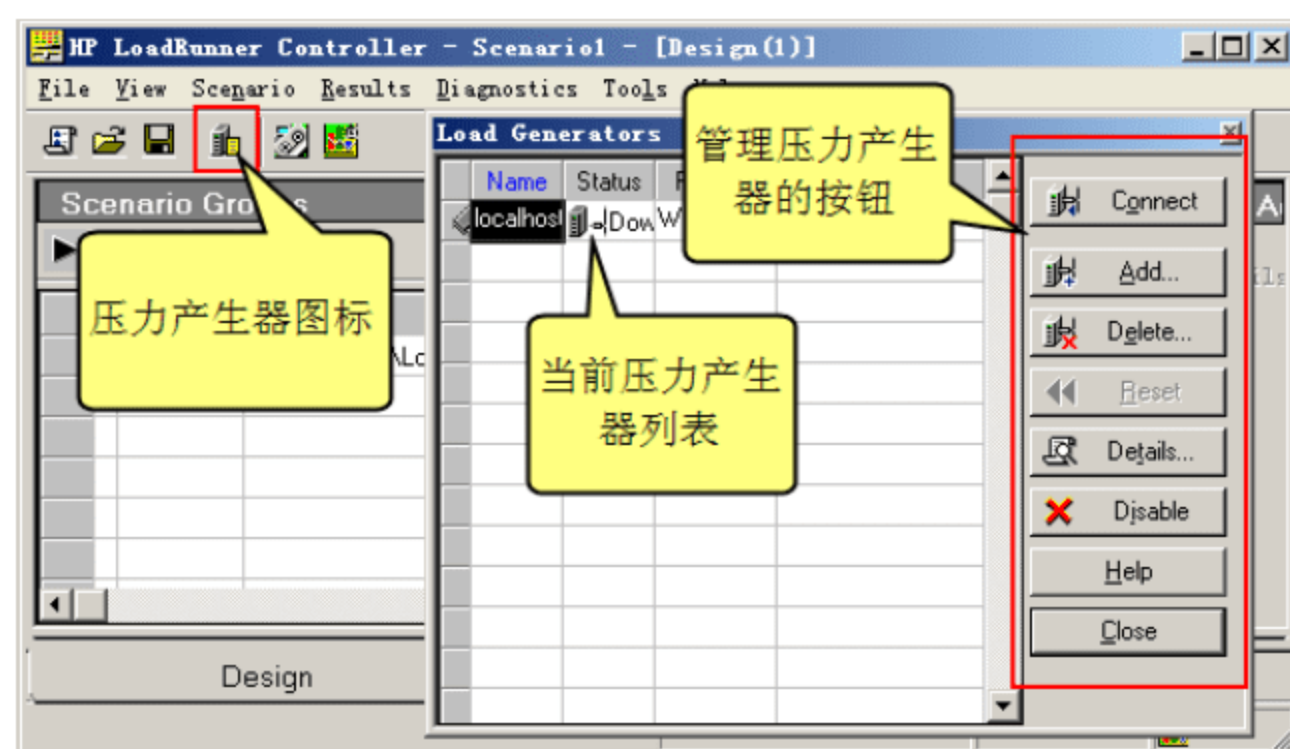 HP LoadRunner Controller - Scenario1 - [Design(1)]
File View Scenario Results Diagnostics Tools
Load Generators
管理压力产生
器的按钮
Name Status
Connect
Scenario
localhost Dow
Add...
压力产生器图标
Delete...
当前压力产生
器列表
Reset
Details...
Disable
Help
Close
Design